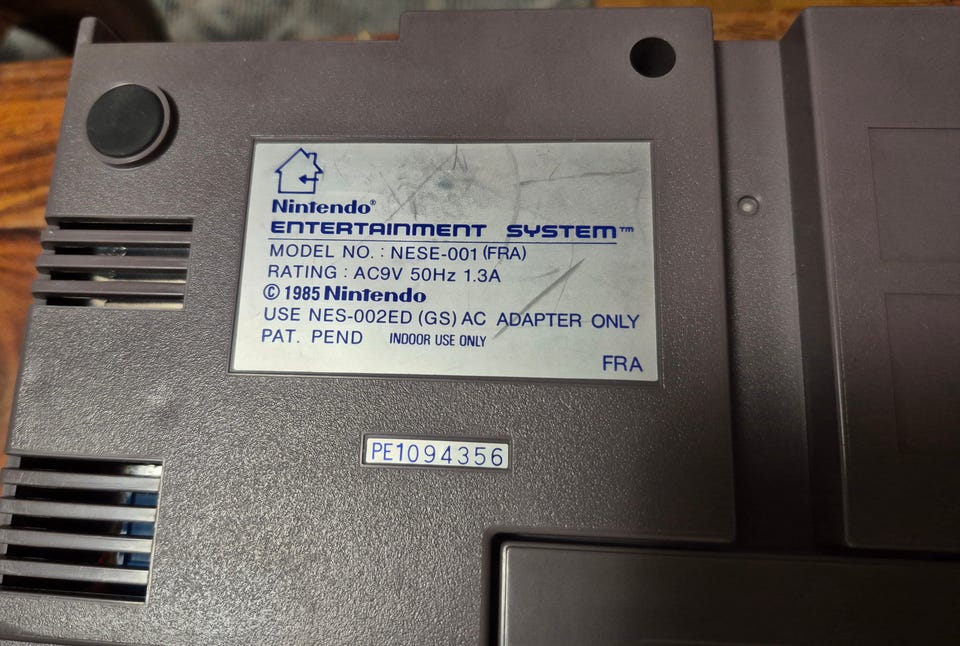 Nintendo®
ENTERTAINMENT SYSTEM™
MODEL NO. : NESE-001 (FRA)
RATING : AC9V 50Hz 1.3A
© 1985 Nintendo
USE NES-002ED (GS) AC ADAPTER ONLY
PAT. PEND INDOOR USE ONLY
FRA
PE1094356